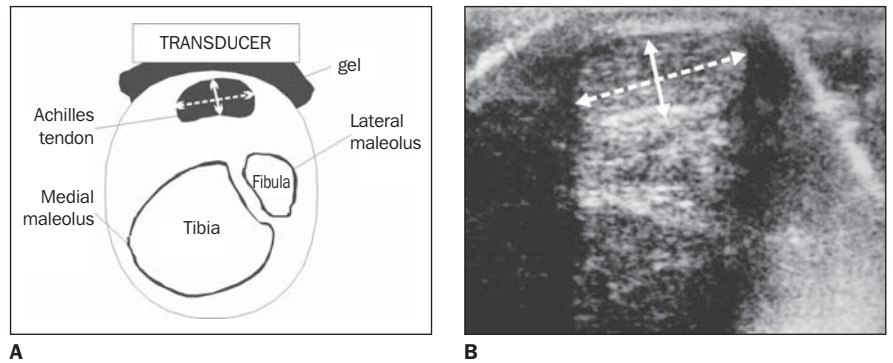 TRANSDUCER
gel
Achilles
tendon
Lateral
maleolus
Fibula
Medial
maleolus
Tibia
A
B